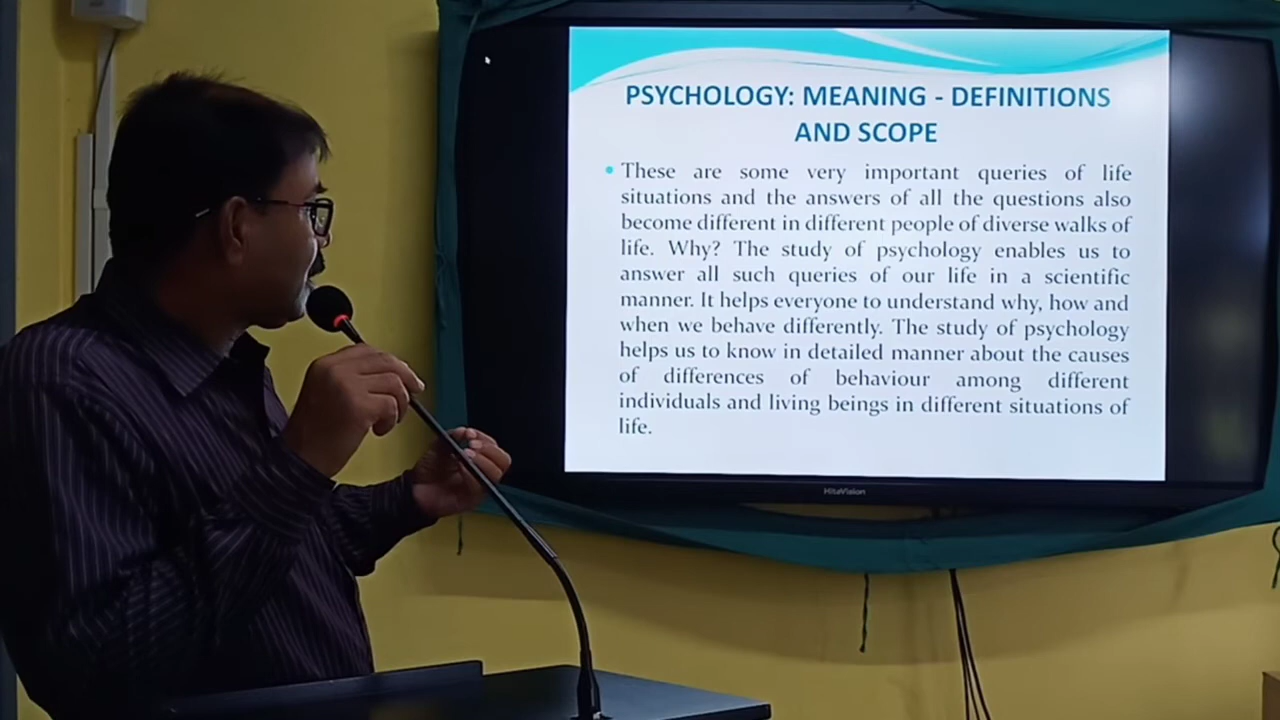 PSYCHOLOGY: MEANING - DEFINITIONS
AND SCOPE
• These are some very important queries of life
situations and the answers of all the questions also
become different in different people of diverse walks of
life. Why? The study of psychology enables us to
answer all such queries of our life in a scientific
manner. It helps everyone to understand why, how and
when we behave differently. The study of psychology
helps us to know in detailed manner about the causes
of differences of behaviour among different
individuals and living beings in different situations of
life.
HitaVision